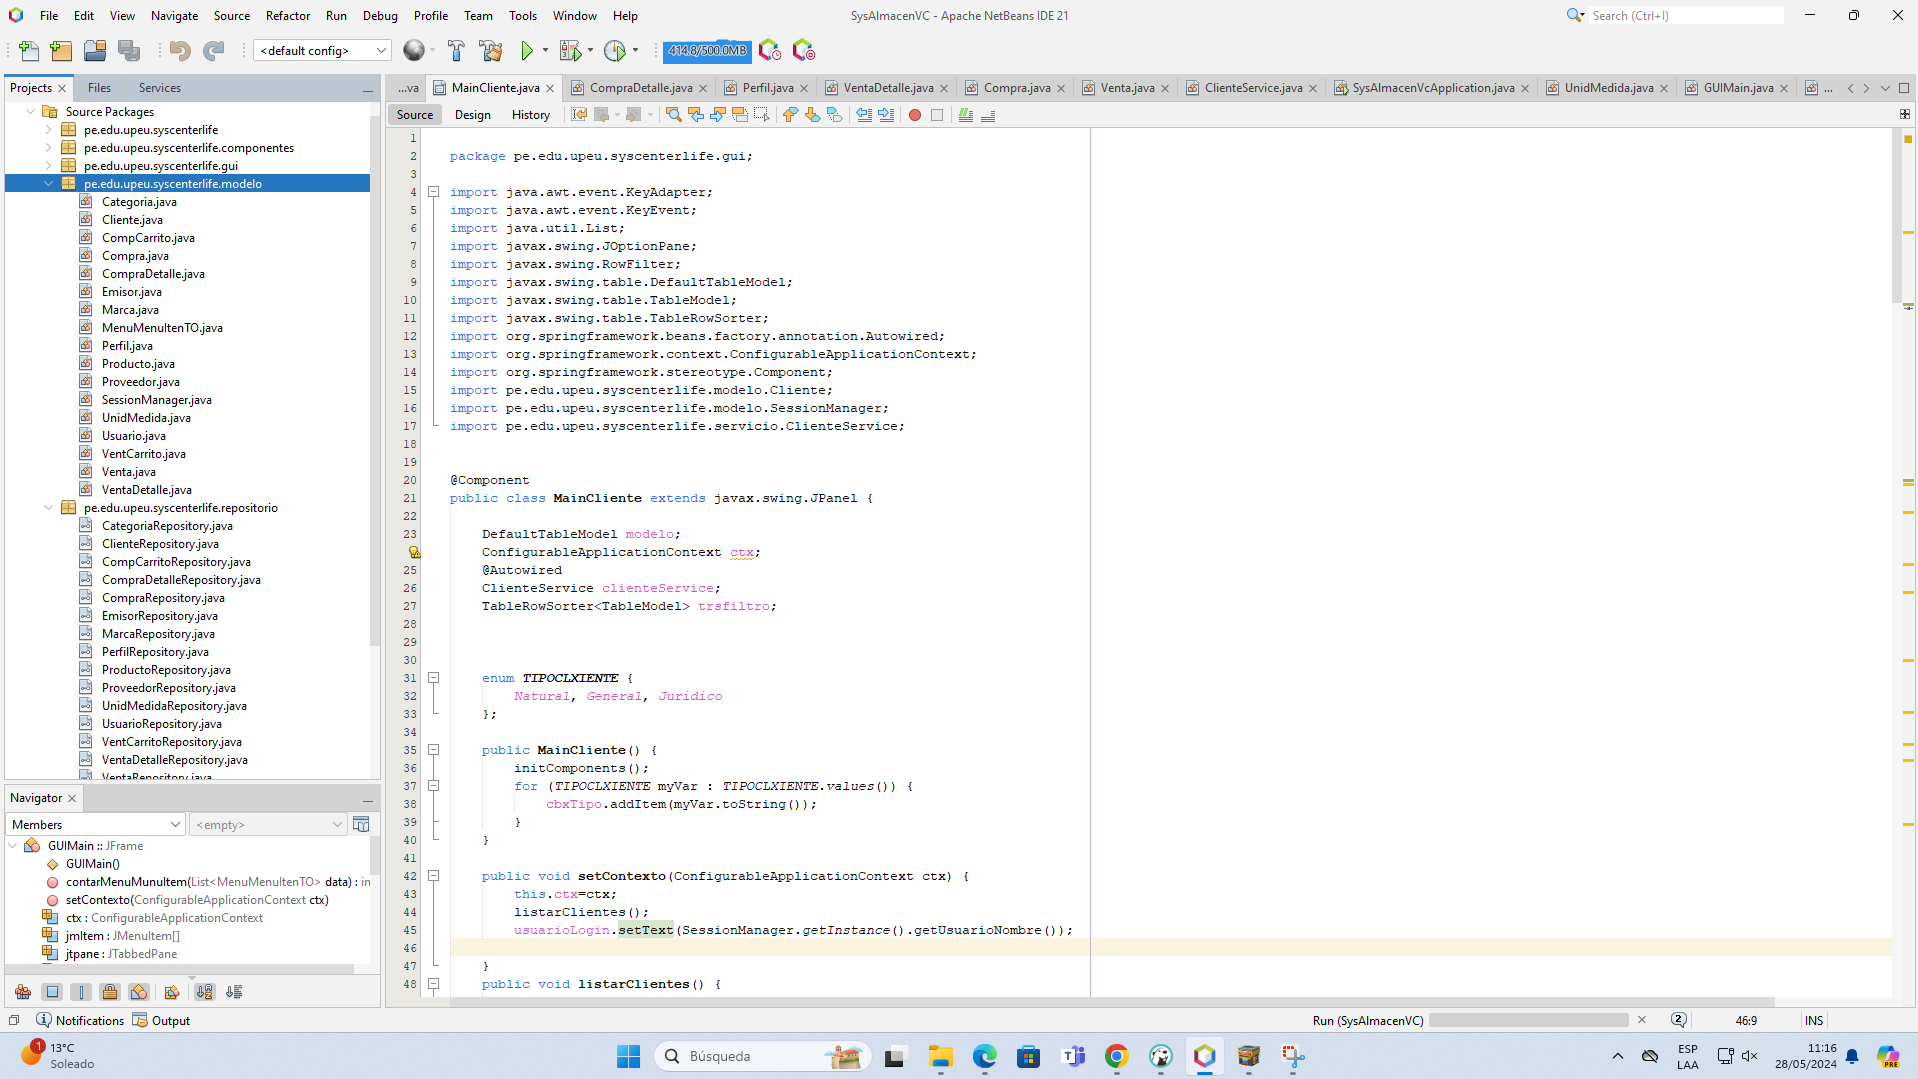 File Edit View Navigate Source Refactor Run Debug Profile Team Tools Window Help
SysAlmacenVC - Apache NetBeans IDE 21
Search (Ctrl+I)
<default config>
414.8/500.0MB
Projects Files Services
...va MainCliente.java CompraDetalle.java Perfil.java VentaDetalle.java Compra.java Venta.java ClienteService.java SysAlmacenVcApplication.java UnidMedida.java GUIMain.java ...
Source Design History
Source Packages
pe.edu.upeu.syscenterlife
pe.edu.upeu.syscenterlife.componentes
pe.edu.upeu.syscenterlife.gui
pe.edu.upeu.syscenterlife.modelo
Categoria.java
Cliente.java
CompCarrito.java
Compra.java
CompraDetalle.java
Emisor.java
Marca.java
MenuMenuItenTO.java
Perfil.java
Producto.java
Proveedor.java
SessionManager.java
UnidMedida.java
Usuario.java
VentCarrito.java
Venta.java
VentaDetalle.java
pe.edu.upeu.syscenterlife.repositorio
CategoriaRepository.java
ClienteRepository.java
CompCarritoRepository.java
CompraDetalleRepository.java
CompraRepository.java
EmisorRepository.java
MarcaRepository.java
PerfilRepository.java
ProductoRepository.java
ProveedorRepository.java
UnidMedidaRepository.java
UsuarioRepository.java
VentCarritoRepository.java
VentaDetalleRepository.java
VentaRepository.java
Navigator
Members
<empty>
GUIMain :: JFrame
GUIMain()
contarMenuMunuItem(List<MenuMenuItenTO> data) : in
setContexto(ConfigurableApplicationContext ctx)
ctx : ConfigurableApplicationContext
jmItem : JMenuItem[]
jtpane : JTabbedPane
1
2 package pe.edu.upeu.syscenterlife.gui;
3
4 import java.awt.event.KeyAdapter;
5 import java.awt.event.KeyEvent;
6 import java.util.List;
7 import javax.swing.JOptionPane;
8 import javax.swing.RowFilter;
9 import javax.swing.table.DefaultTableModel;
10 import javax.swing.table.TableModel;
11 import javax.swing.table.TableRowSorter;
12 import org.springframework.beans.factory.annotation.Autowired;
13 import org.springframework.context.ConfigurableApplicationContext;
14 import org.springframework.stereotype.Component;
15 import pe.edu.upeu.syscenterlife.modelo.Cliente;
16 import pe.edu.upeu.syscenterlife.modelo.SessionManager;
17 import pe.edu.upeu.syscenterlife.servicio.ClienteService;
18
19
20 @Component
21 public class MainCliente extends javax.swing.JPanel {
22
23 DefaultTableModel modelo;
ConfigurableApplicationContext ctx;
25 @Autowired
26 ClienteService clienteService;
27 TableRowSorter<TableModel> trsfiltro;
28
29
30
31 enum TIPOCLXIENTE {
32 Natural, General, Juridico
33 };
34
35 public MainCliente() {
36 initComponents();
37 for (TIPOCLXIENTE myVar : TIPOCLXIENTE.values()) {
38 cbxTipo.addItem(myVar.toString());
39 }
40 }
41
42 public void setContexto(ConfigurableApplicationContext ctx) {
43 this.ctx=ctx;
44 listarClientes();
45 usuarioLogin.setText(SessionManager.getInstance().getUsuarioNombre());
46
47 }
48 public void listarClientes() {
Notifications Output
Run (SysAlmacenVC)
2
46:9
INS
1
13°C
Soleado
Búsqueda
ESP
LAA
11:16
28/05/2024
PRE